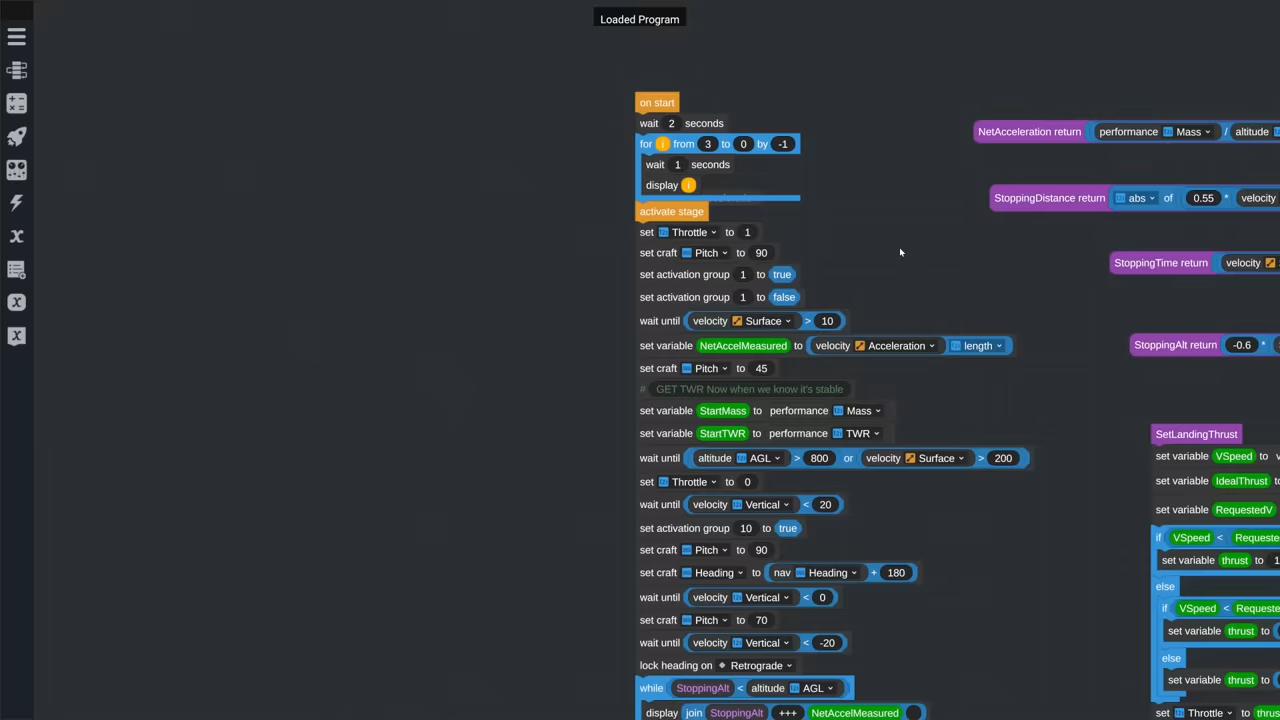 Loaded Program
on start
wait 2 seconds
for i from 3 to 0 by -1
wait 1 seconds
display i
activate stage
set Throttle to 1
set craft Pitch to 90
set activation group 1 to true
set activation group 1 to false
wait until velocity Surface > 10
set variable NetAccelMeasured to velocity Acceleration length
set craft Pitch to 45
# GET TWR Now when we know it's stable
set variable StartMass to performance Mass
set variable StartTWR to performance TWR
wait until altitude AGL > 800 or velocity Surface > 200
set Throttle to 0
wait until velocity Vertical < 20
set activation group 10 to true
set craft Pitch to 90
set craft Heading to nav Heading + 180
wait until velocity Vertical < 0
set craft Pitch to 70
wait until velocity Vertical < -20
lock heading on Retrograde
while StoppingAlt < altitude AGL
display join StoppingAlt +++ NetAccelMeasured
NetAcceleration return performance Mass / altitude
StoppingDistance return abs of 0.55 * velocity
StoppingTime return velocity
StoppingAlt return -0.6 *
SetLandingThrust
set variable VSpeed to
set variable IdealThrust to
set variable RequestedV
if VSpeed < Requeste
set variable thrust to 1
else
if VSpeed < Requeste
set variable thrust to
else
set variable thrust to
set Throttle to thrus